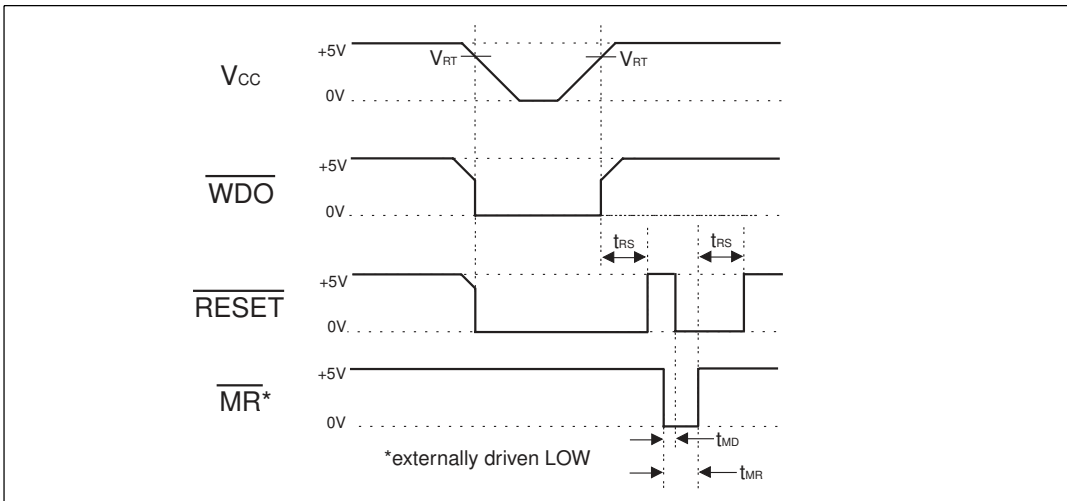 +5V
VRT
VRT
VCC
0V
+5V
WDO
0V
tRS
tRS
+5V
RESET
0V
+5V
MR*
0V
tMD
*externally driven LOW
tMR